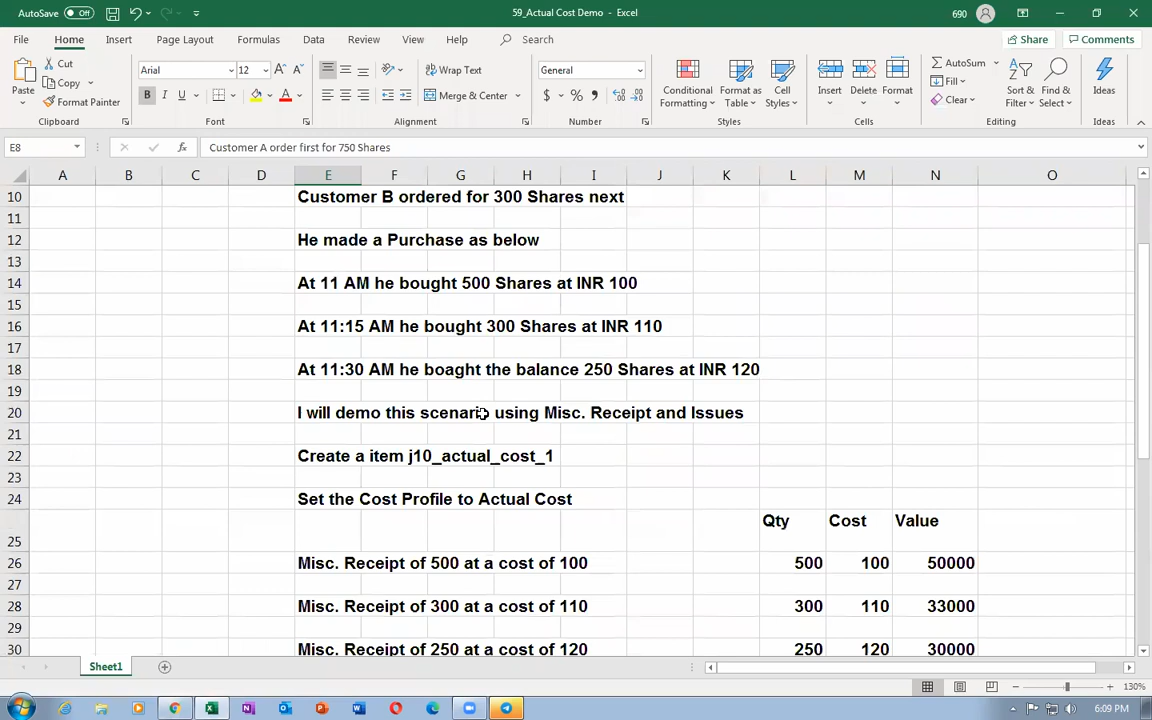 AutoSave Off
59_Actual Cost Demo - Excel
690
File Home Insert Page Layout Formulas Data Review View Help Search
Share Comments
Paste
Cut
Copy
Format Painter
Clipboard
Arial 12
B I U
Font
Wrap Text
Merge & Center
Alignment
General
$ % ,
Number
Conditional Formatting
Format as Table
Cell Styles
Styles
Insert Delete Format
Cells
AutoSum
Fill
Clear
Sort & Filter
Find & Select
Editing
Ideas
Ideas
E8 fx Customer A order first for 750 Shares
A B C D E F G H I J K L M N O
10 Customer B ordered for 300 Shares next
11
12 He made a Purchase as below
13
14 At 11 AM he bought 500 Shares at INR 100
15
16 At 11:15 AM he bought 300 Shares at INR 110
17
18 At 11:30 AM he boaght the balance 250 Shares at INR 120
19
20 I will demo this scenario using Misc. Receipt and Issues
21
22 Create a item j10_actual_cost_1
23
24 Set the Cost Profile to Actual Cost
25 Qty Cost Value
26 Misc. Receipt of 500 at a cost of 100 500 100 50000
27
28 Misc. Receipt of 300 at a cost of 110 300 110 33000
29
30 Misc. Receipt of 250 at a cost of 120 250 120 30000
Sheet1
130%
6:09 PM